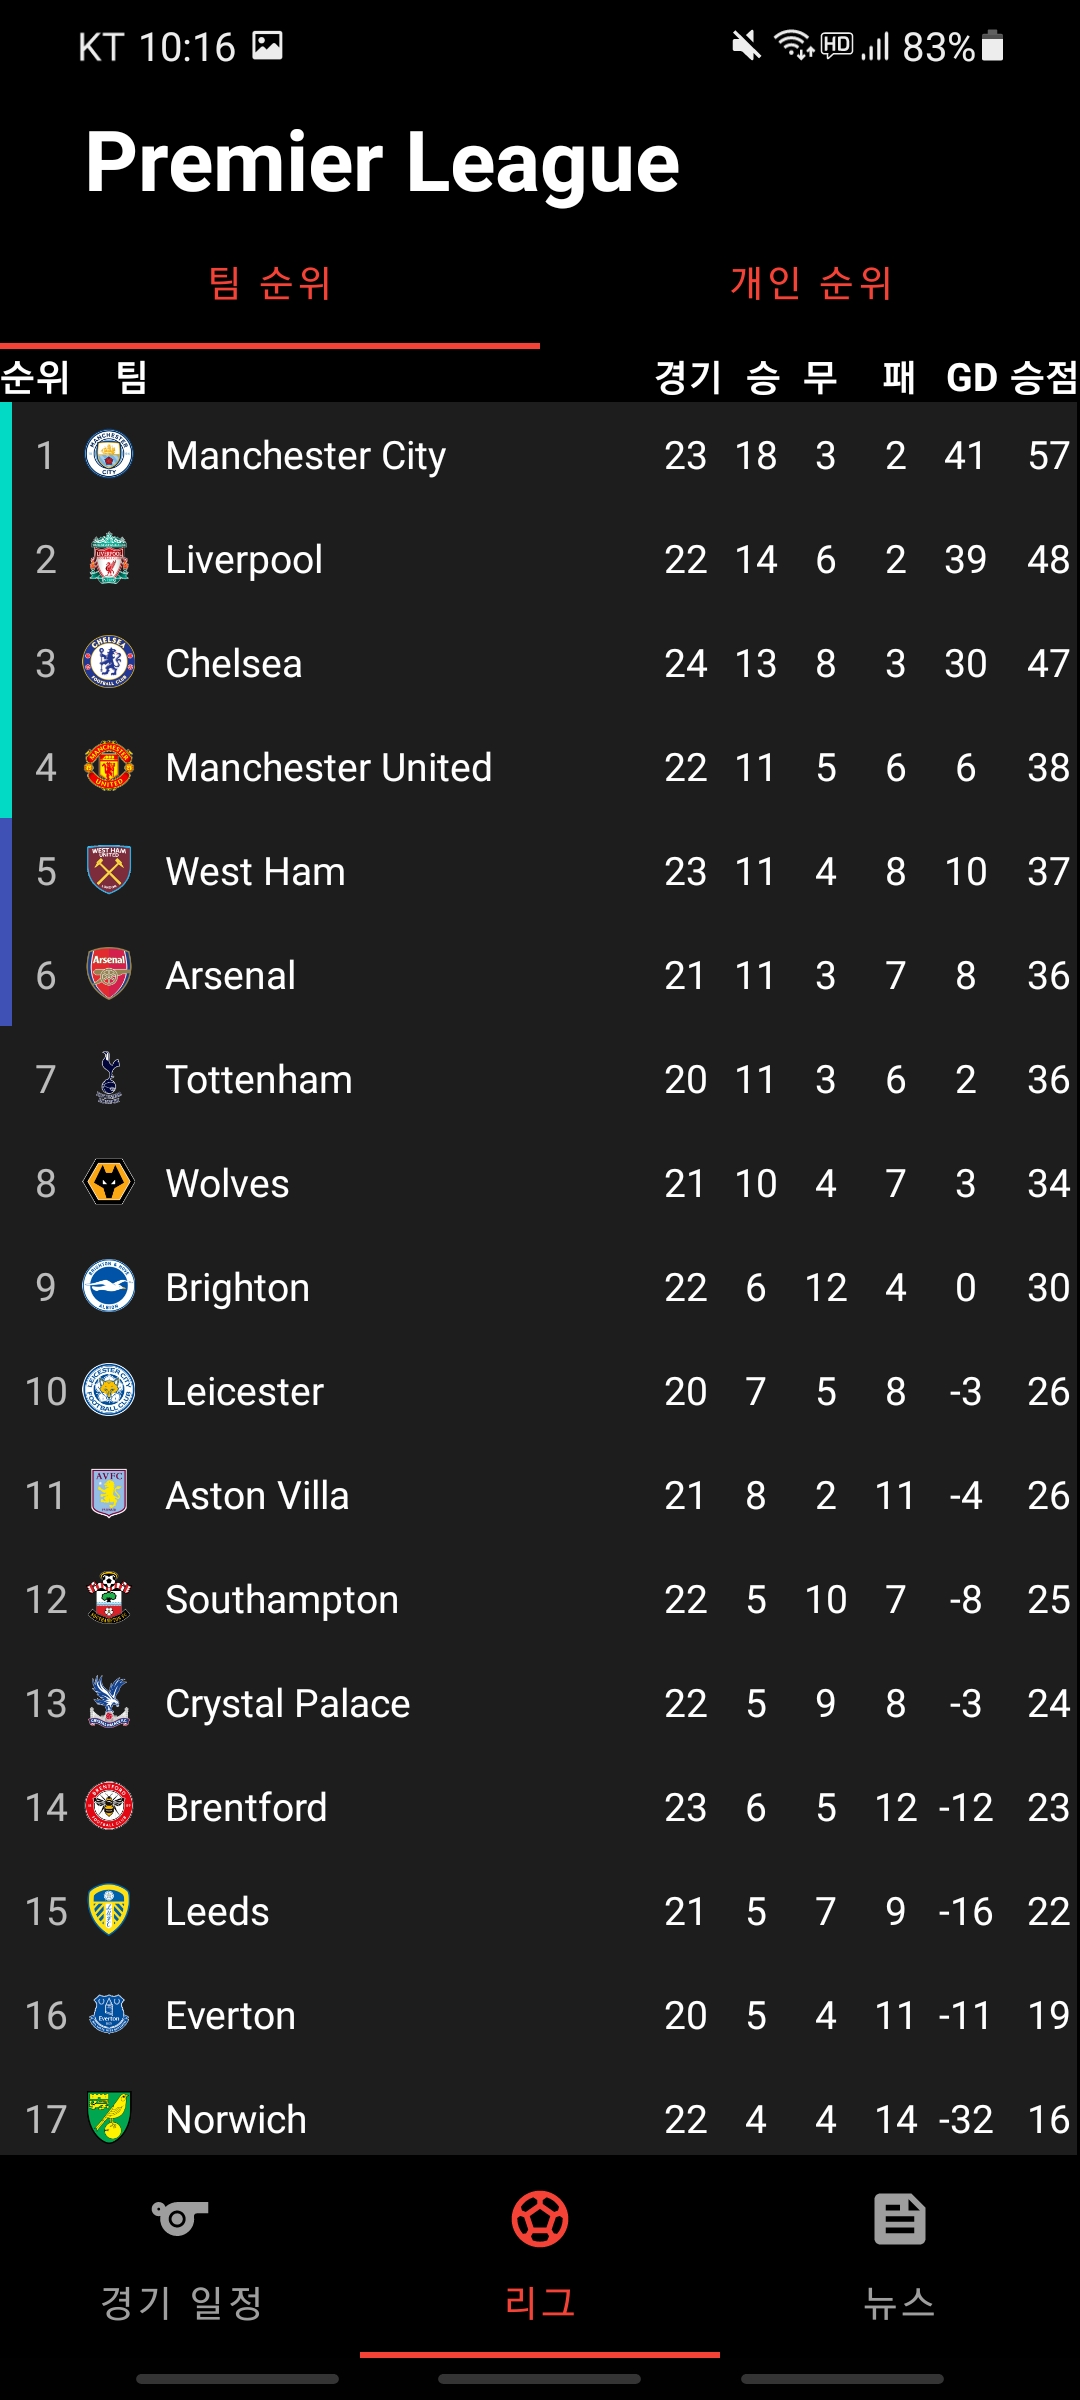 KT 10:16 HD 83%
Premier League
팀 순위 개인 순위
순위 팀 경기 승 무 패 GD 승점
1 Manchester City 23 18 3 2 41 57
2 Liverpool 22 14 6 2 39 48
3 Chelsea 24 13 8 3 30 47
4 Manchester United 22 11 5 6 6 38
5 West Ham 23 11 4 8 10 37
6 Arsenal 21 11 3 7 8 36
7 Tottenham 20 11 3 6 2 36
8 Wolves 21 10 4 7 3 34
9 Brighton 22 6 12 4 0 30
10 Leicester 20 7 5 8 -3 26
11 Aston Villa 21 8 2 11 -4 26
12 Southampton 22 5 10 7 -8 25
13 Crystal Palace 22 5 9 8 -3 24
14 Brentford 23 6 5 12 -12 23
15 Leeds 21 5 7 9 -16 22
16 Everton 20 5 4 11 -11 19
17 Norwich 22 4 4 14 -32 16
경기 일정 리그 뉴스